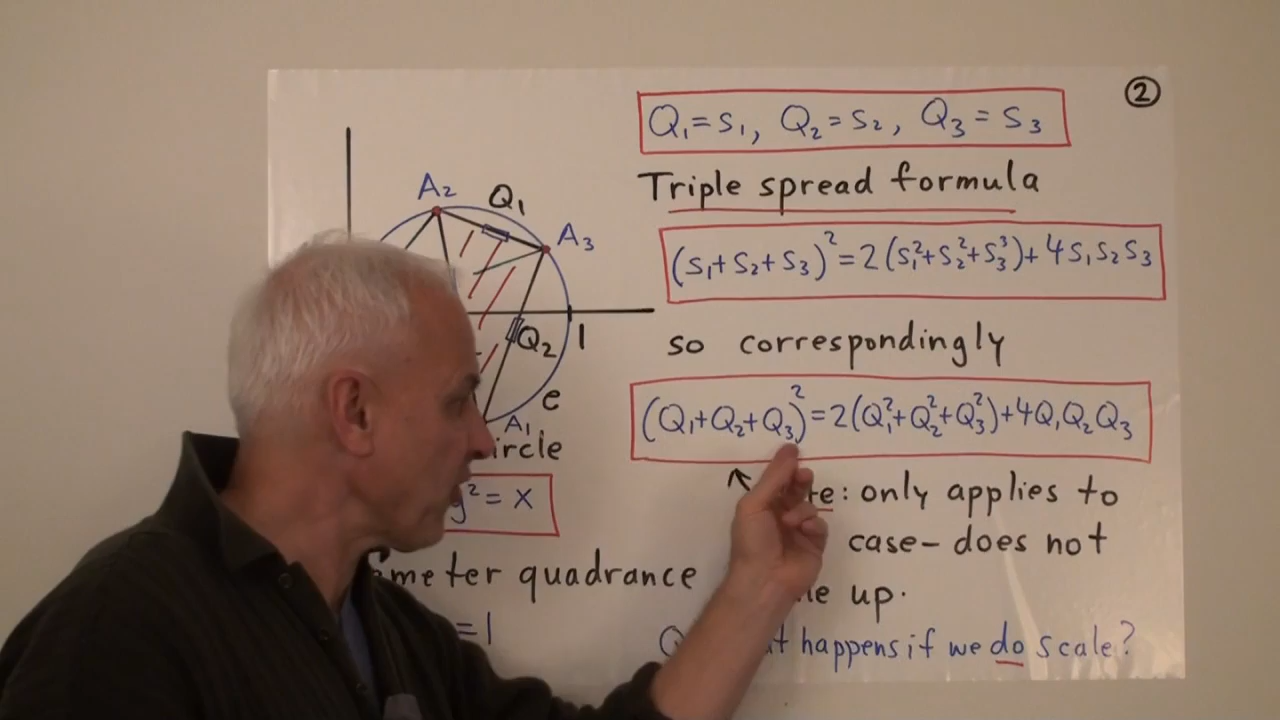 ②
Q₁=s₁, Q₂=s₂, Q₃=s₃
Triple spread formula
(s₁+s₂+s₃)²=2(s₁²+s₂²+s₃³)+4s₁s₂s₃
so correspondingly
(Q₁+Q₂+Q₃)²=2(Q₁²+Q₂²+Q₃²)+4Q₁Q₂Q₃
only applies to
case – does not
up.
happens if we do scale?
A₂
Q₁
A₃
Q₂
1
e
A₁
ircle
y²=x
meter quadrance
=1